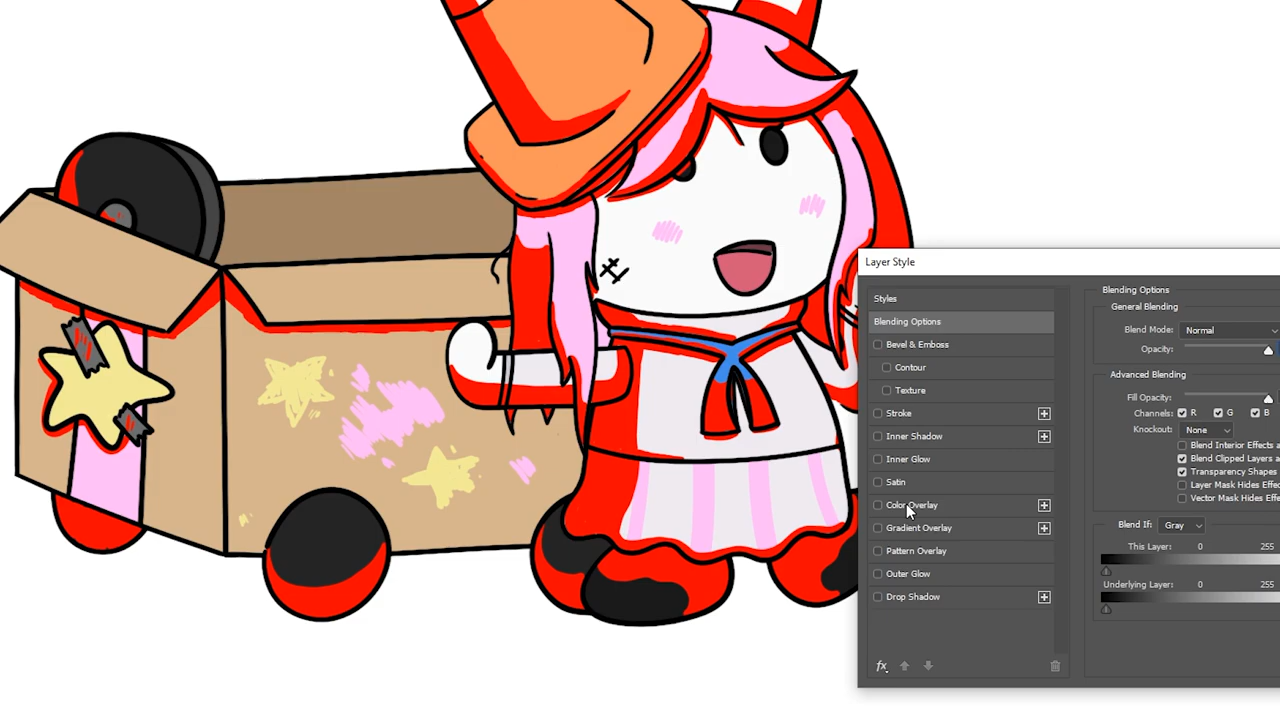 Layer Style
Styles
Blending Options
Bevel & Emboss
Contour
Texture
Stroke
Inner Shadow
Inner Glow
Satin
Color Overlay
Gradient Overlay
Pattern Overlay
Outer Glow
Drop Shadow
fx
Blending Options
General Blending
Blend Mode: Normal
Opacity:
Advanced Blending
Fill Opacity:
Channels: R G B
Knockout: None
Blend Interior Effects a
Blend Clipped Layers a
Transparency Shapes
Layer Mask Hides Effec
Vector Mask Hides Effe
Blend If: Gray
This Layer: 0 255
Underlying Layer: 0 255